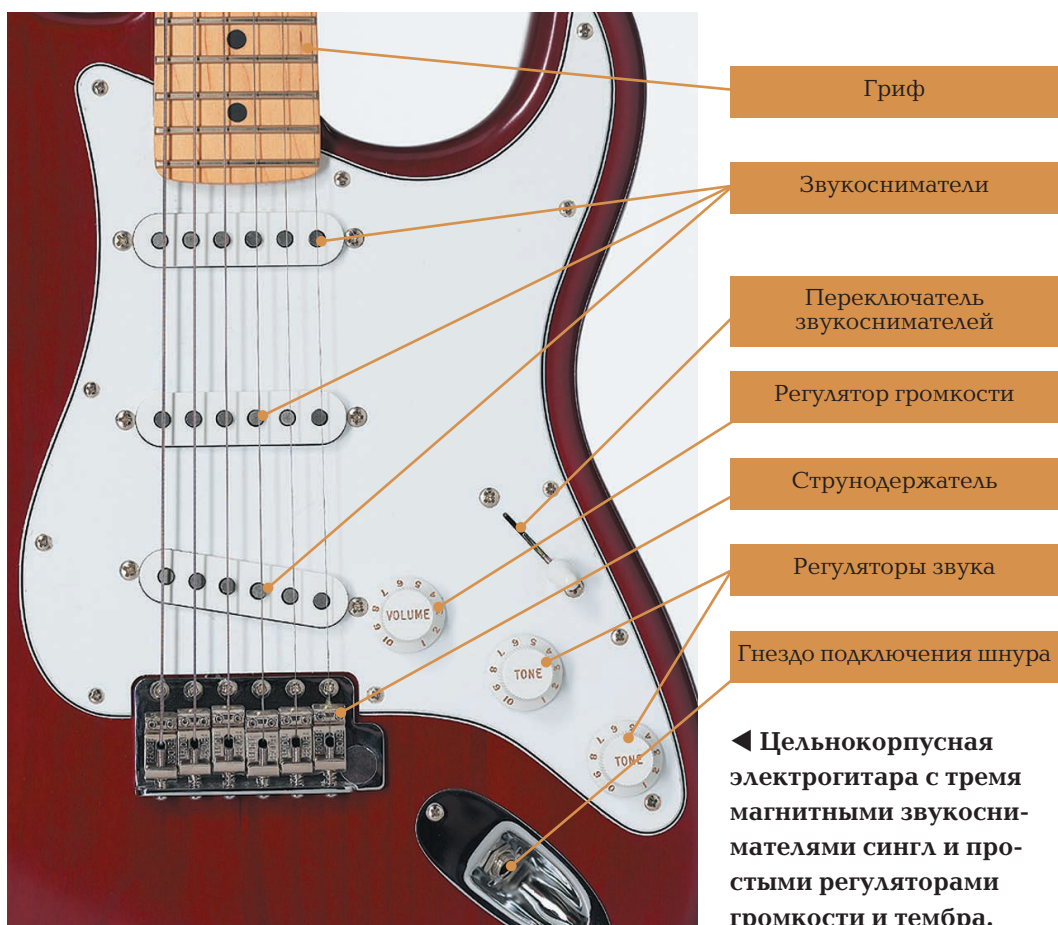 Гриф
Звукосниматели
Переключатель
звукоснимателей
Регулятор громкости
Струнодержатель
Регуляторы звука
Гнездо подключения шнура
VOLUME
TONE
TONE
◀ Цельнокорпусная
электрогитара с тремя
магнитными звукосни-
мателями сингл и про-
стыми регуляторами
громкости и тембра.